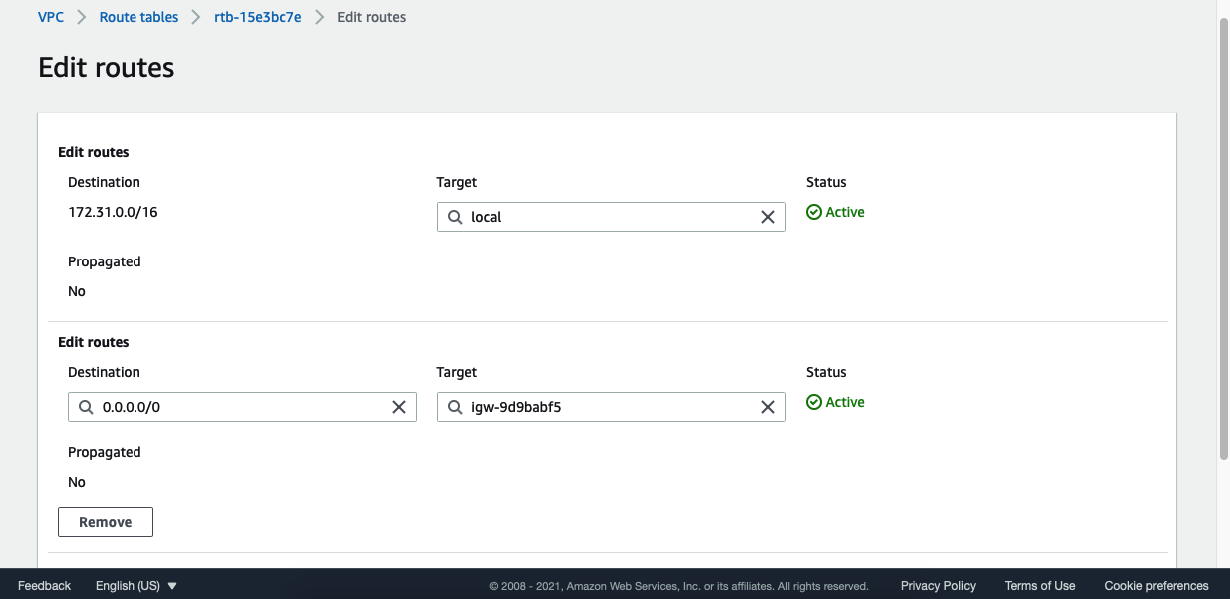 VPC > Route tables > rtb-15e3bc7e > Edit routes
Edit routes
Edit routes
Destination Target Status
172.31.0.0/16 local Active
Propagated
No
Edit routes
Destination Target Status
0.0.0.0/0 igw-9d9babf5 Active
Propagated
No
Remove
Feedback English (US) © 2008 - 2021, Amazon Web Services, Inc. or its affiliates. All rights reserved. Privacy Policy Terms of Use Cookie preferences